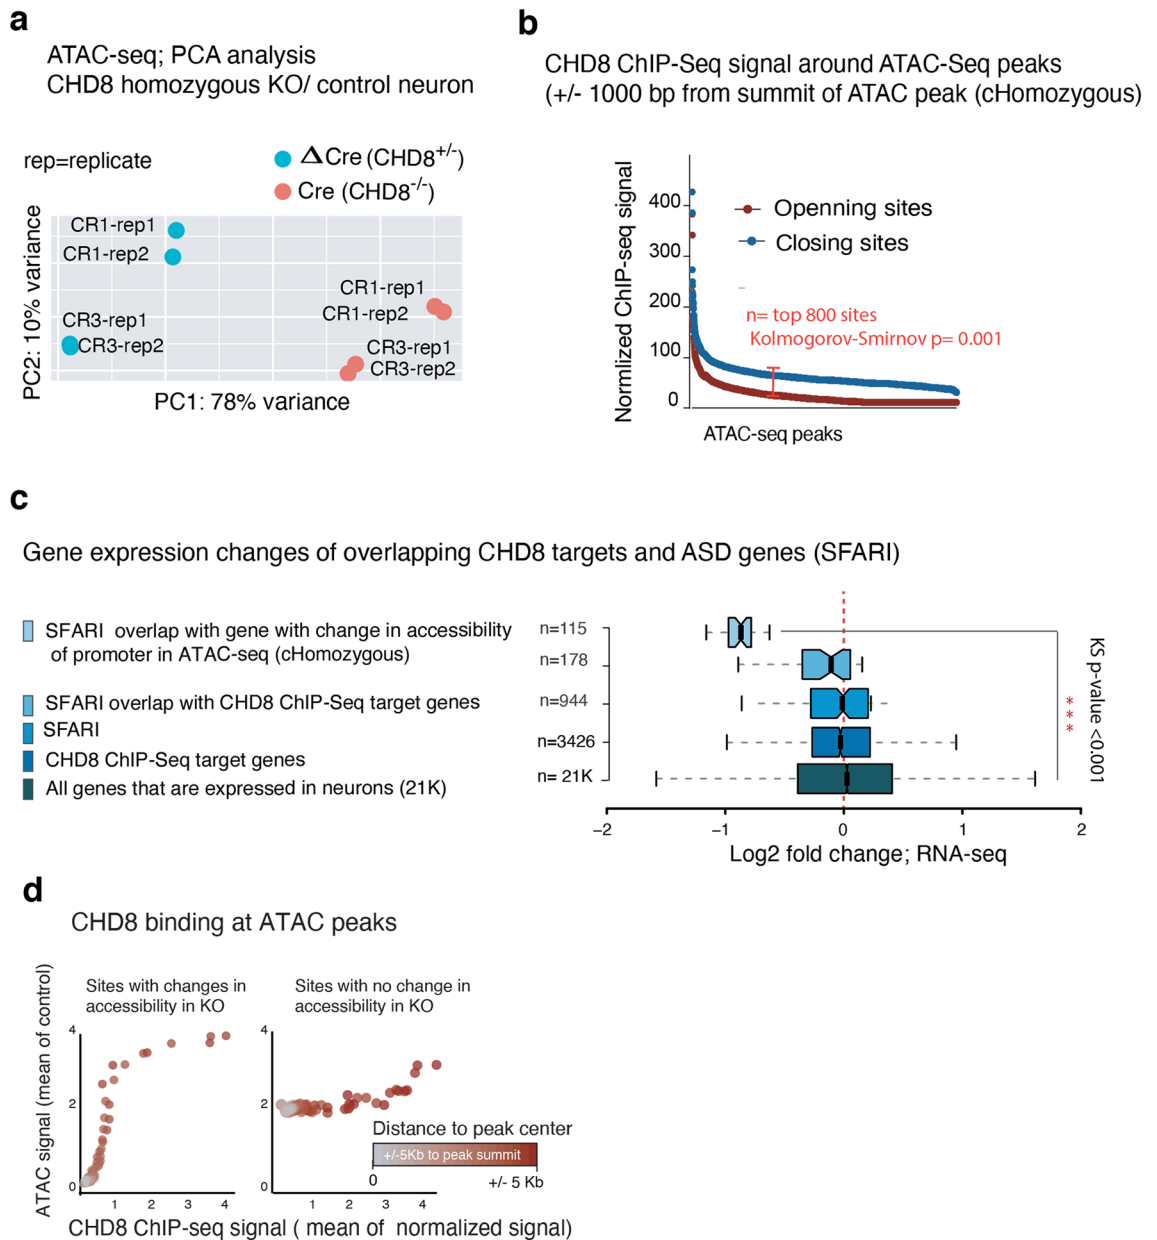 a
ATAC-seq; PCA analysis
CHD8 homozygous KO/ control neuron
rep=replicate
ΔCre (CHD8+/-)
Cre (CHD8-/-)
PC2: 10% variance
CR1-rep1
CR1-rep2
CR3-rep1
CR3-rep2
CR1-rep1
CR1-rep2
CR3-rep1
CR3-rep2
PC1: 78% variance
b
CHD8 ChIP-Seq signal around ATAC-Seq peaks
(+/- 1000 bp from summit of ATAC peak (cHomozygous)
Normlized ChIP-seq signal
400
300
200
100
0
Openning sites
Closing sites
n= top 800 sites
Kolmogorov-Smirnov p= 0.001
ATAC-seq peaks
c
Gene expression changes of overlapping CHD8 targets and ASD genes (SFARI)
SFARI overlap with gene with change in accessibility
of promoter in ATAC-seq (cHomozygous)
SFARI overlap with CHD8 ChIP-Seq target genes
SFARI
CHD8 ChIP-Seq target genes
All genes that are expressed in neurons (21K)
n=115
n=178
n=944
n=3426
n= 21K
KS p-value <0.001
***
−2 −1 0 1 2
Log2 fold change; RNA-seq
d
CHD8 binding at ATAC peaks
Sites with changes in
accessibility in KO
Sites with no change in
accessibility in KO
ATAC signal (mean of control)
4
2
0
1 2 3 4
4
2
0
1 2 3 4
Distance to peak center
+/-5Kb to peak summit
0 +/- 5 Kb
CHD8 ChIP-seq signal ( mean of normalized signal)